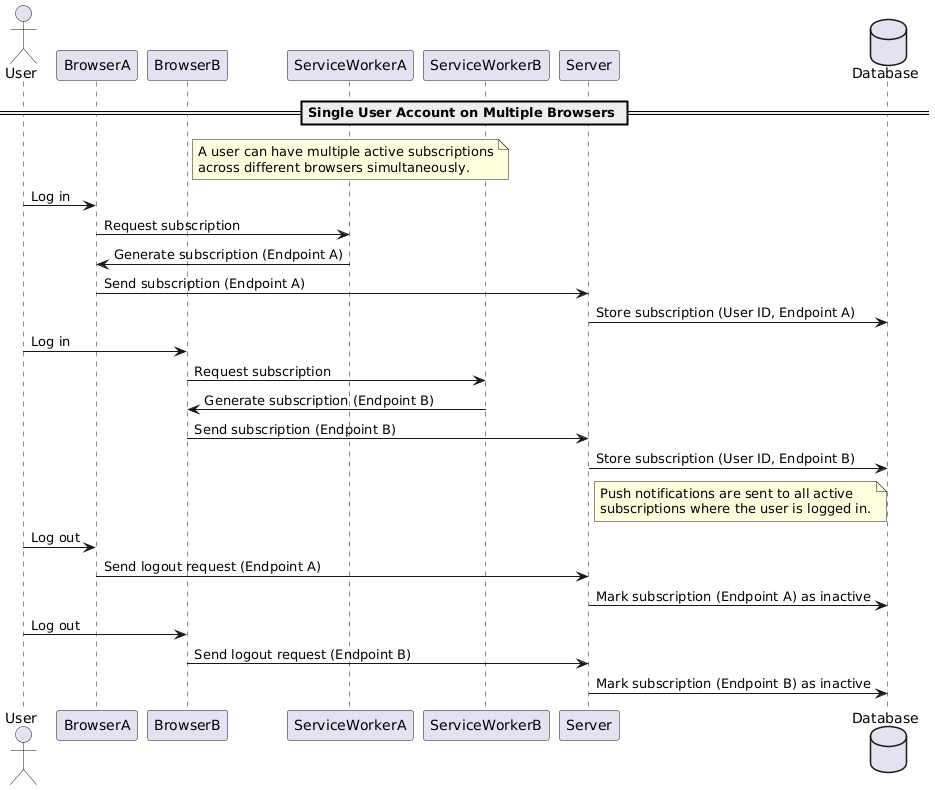 User
BrowserA
BrowserB
ServiceWorkerA
ServiceWorkerB
Server
Database
Single User Account on Multiple Browsers
A user can have multiple active subscriptions
across different browsers simultaneously.
Log in
Request subscription
Generate subscription (Endpoint A)
Send subscription (Endpoint A)
Store subscription (User ID, Endpoint A)
Log in
Request subscription
Generate subscription (Endpoint B)
Send subscription (Endpoint B)
Store subscription (User ID, Endpoint B)
Push notifications are sent to all active
subscriptions where the user is logged in.
Log out
Send logout request (Endpoint A)
Mark subscription (Endpoint A) as inactive
Log out
Send logout request (Endpoint B)
Mark subscription (Endpoint B) as inactive
User
BrowserA
BrowserB
ServiceWorkerA
ServiceWorkerB
Server
Database